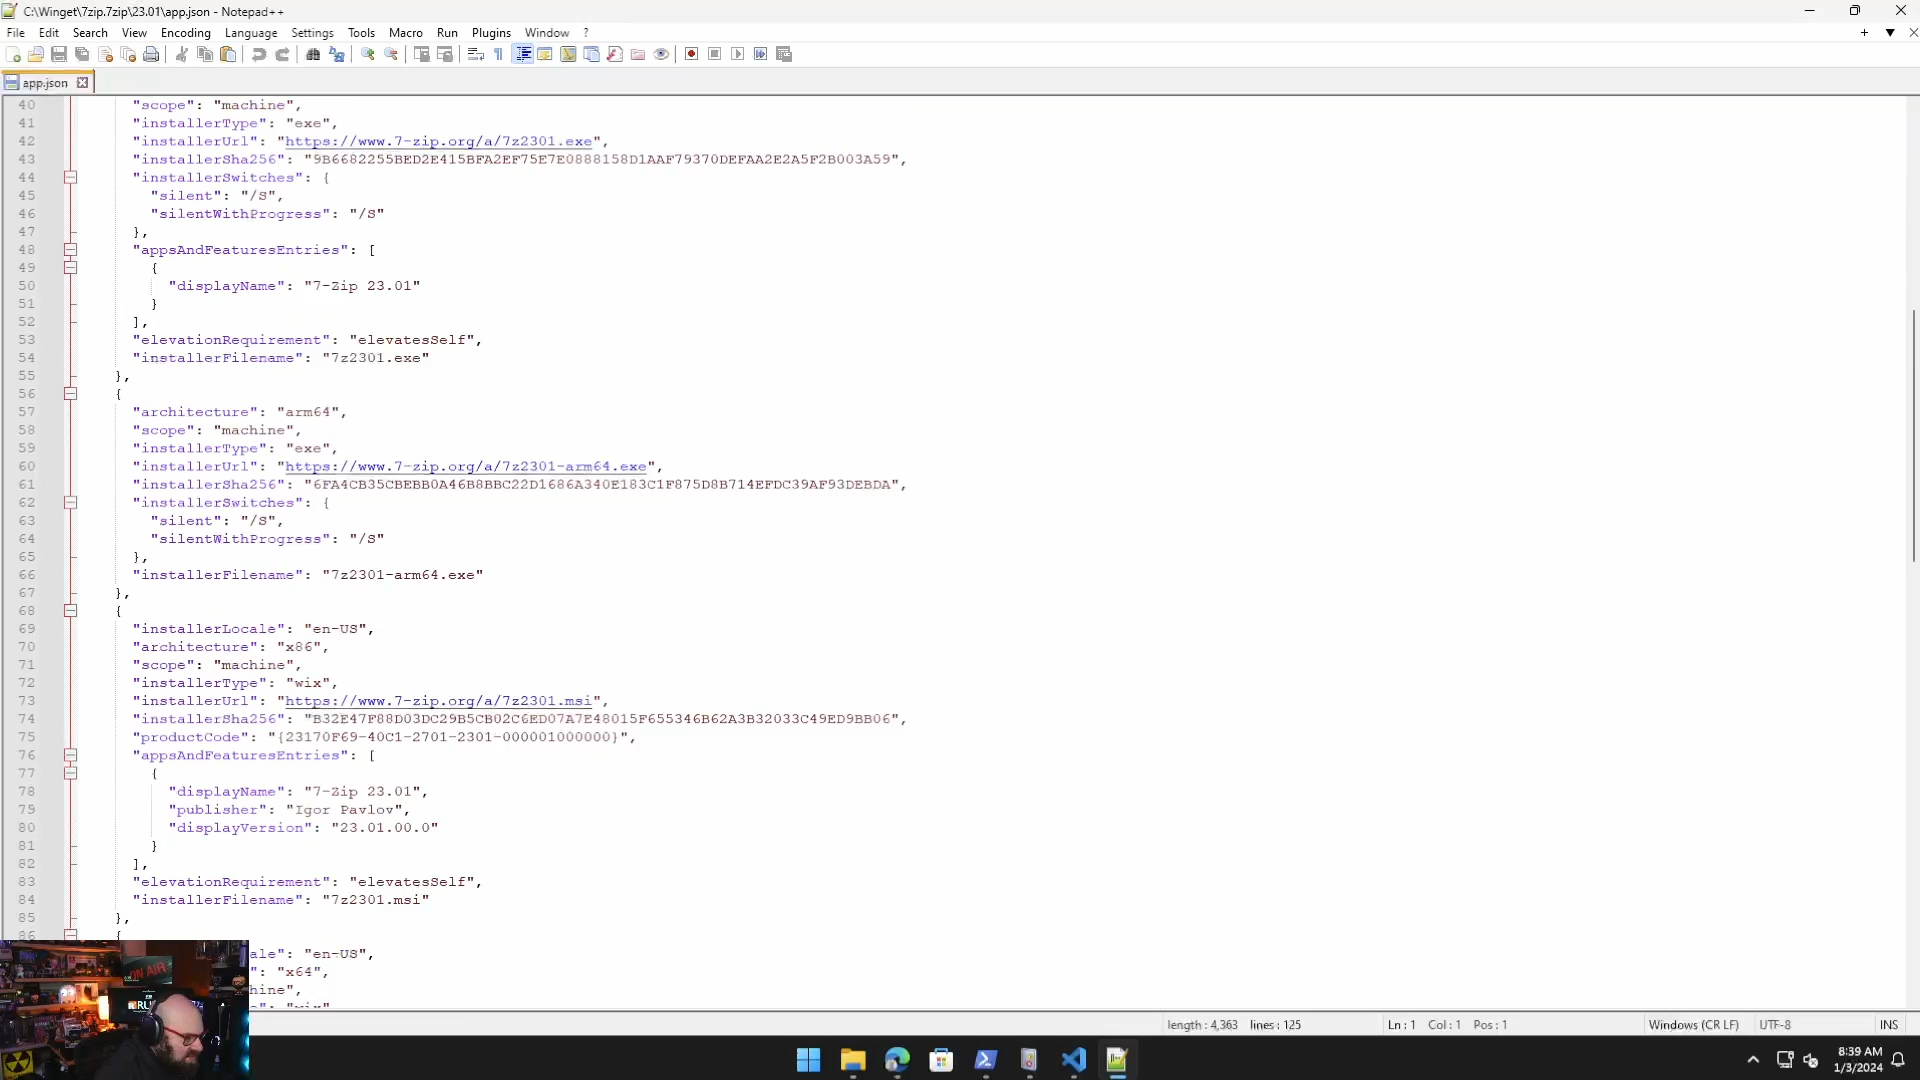 C:\Winget\7zip.7zip\23.01\app.json - Notepad++
File Edit Search View Encoding Language Settings Tools Macro Run Plugins Window ?
app.json
40 "scope": "machine",
41 "installerType": "exe",
42 "installerUrl": "https://www.7-zip.org/a/7z2301.exe",
43 "installerSha256": "9B6682255BED2E415BFA2EF75E7E0888158D1AAF79370DEFAA2E2A5F2B003A59",
44 "installerSwitches": {
45 "silent": "/S",
46 "silentWithProgress": "/S"
47 },
48 "appsAndFeaturesEntries": [
49 {
50 "displayName": "7-Zip 23.01"
51 }
52 ],
53 "elevationRequirement": "elevatesSelf",
54 "installerFilename": "7z2301.exe"
55 },
56 {
57 "architecture": "arm64",
58 "scope": "machine",
59 "installerType": "exe",
60 "installerUrl": "https://www.7-zip.org/a/7z2301-arm64.exe",
61 "installerSha256": "6FA4CB35CBEBB0A46B8BBC22D1686A340E183C1F875D8B714EFDC39AF93DEBDA",
62 "installerSwitches": {
63 "silent": "/S",
64 "silentWithProgress": "/S"
65 },
66 "installerFilename": "7z2301-arm64.exe"
67 },
68 {
69 "installerLocale": "en-US",
70 "architecture": "x86",
71 "scope": "machine",
72 "installerType": "wix",
73 "installerUrl": "https://www.7-zip.org/a/7z2301.msi",
74 "installerSha256": "B32E47F88D03DC29B5CB02C6ED07A7E48015F655346B62A3B32033C49ED9BB06",
75 "productCode": "{23170F69-40C1-2701-2301-000001000000}",
76 "appsAndFeaturesEntries": [
77 {
78 "displayName": "7-Zip 23.01",
79 "publisher": "Igor Pavlov",
80 "displayVersion": "23.01.00.0"
81 }
82 ],
83 "elevationRequirement": "elevatesSelf",
84 "installerFilename": "7z2301.msi"
85 },
86 {
ale": "en-US",
": "x64",
hine",
ON AIR
length : 4,363 lines : 125 Ln : 1 Col : 1 Pos : 1 Windows (CR LF) UTF-8 INS
8:39 AM
1/3/2024